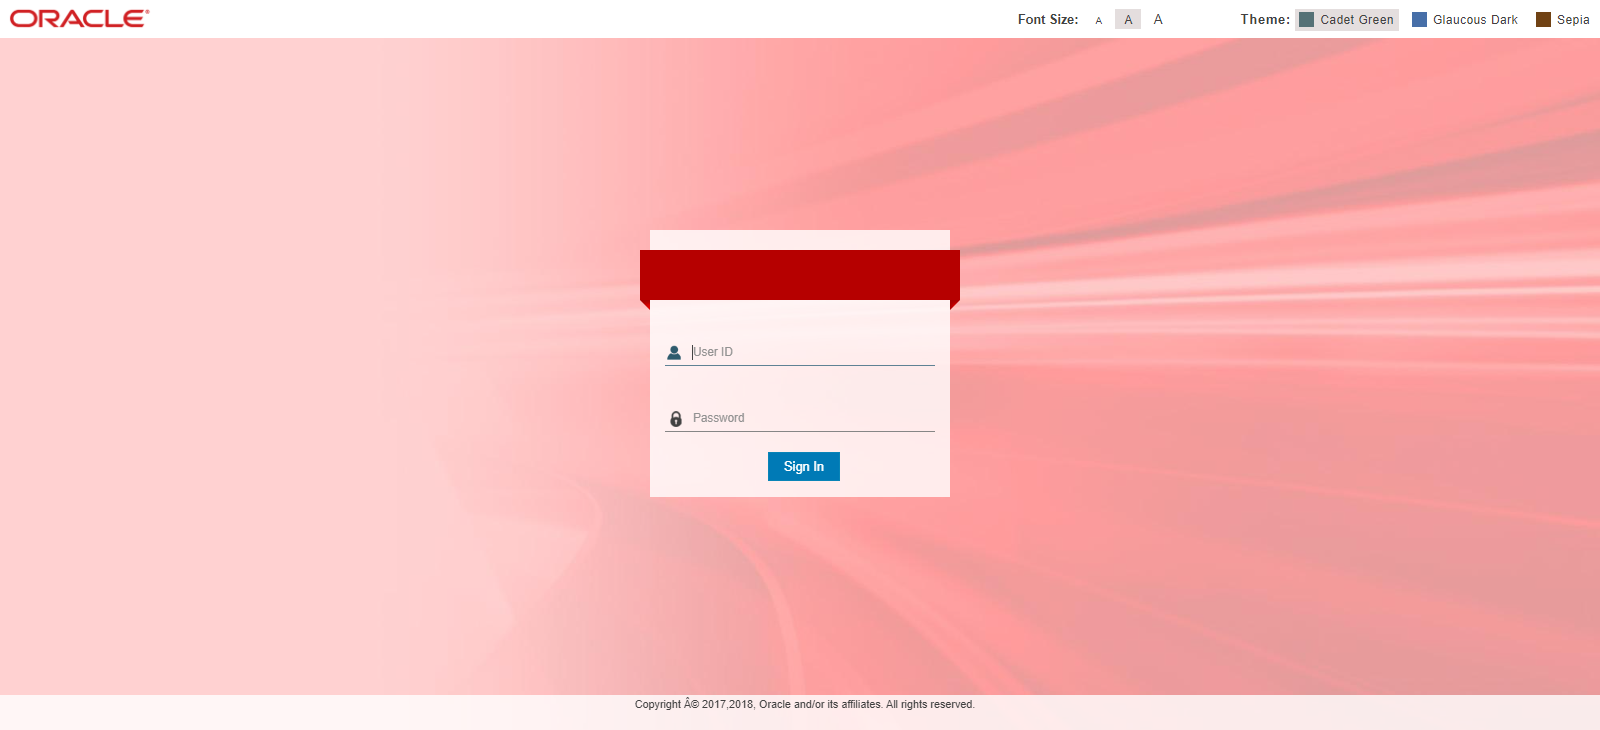 ORACLE®
Font Size: A A A Theme: Cadet Green Glaucous Dark Sepia
User ID
Password
Sign In
Copyright Â© 2017,2018, Oracle and/or its affiliates. All rights reserved.